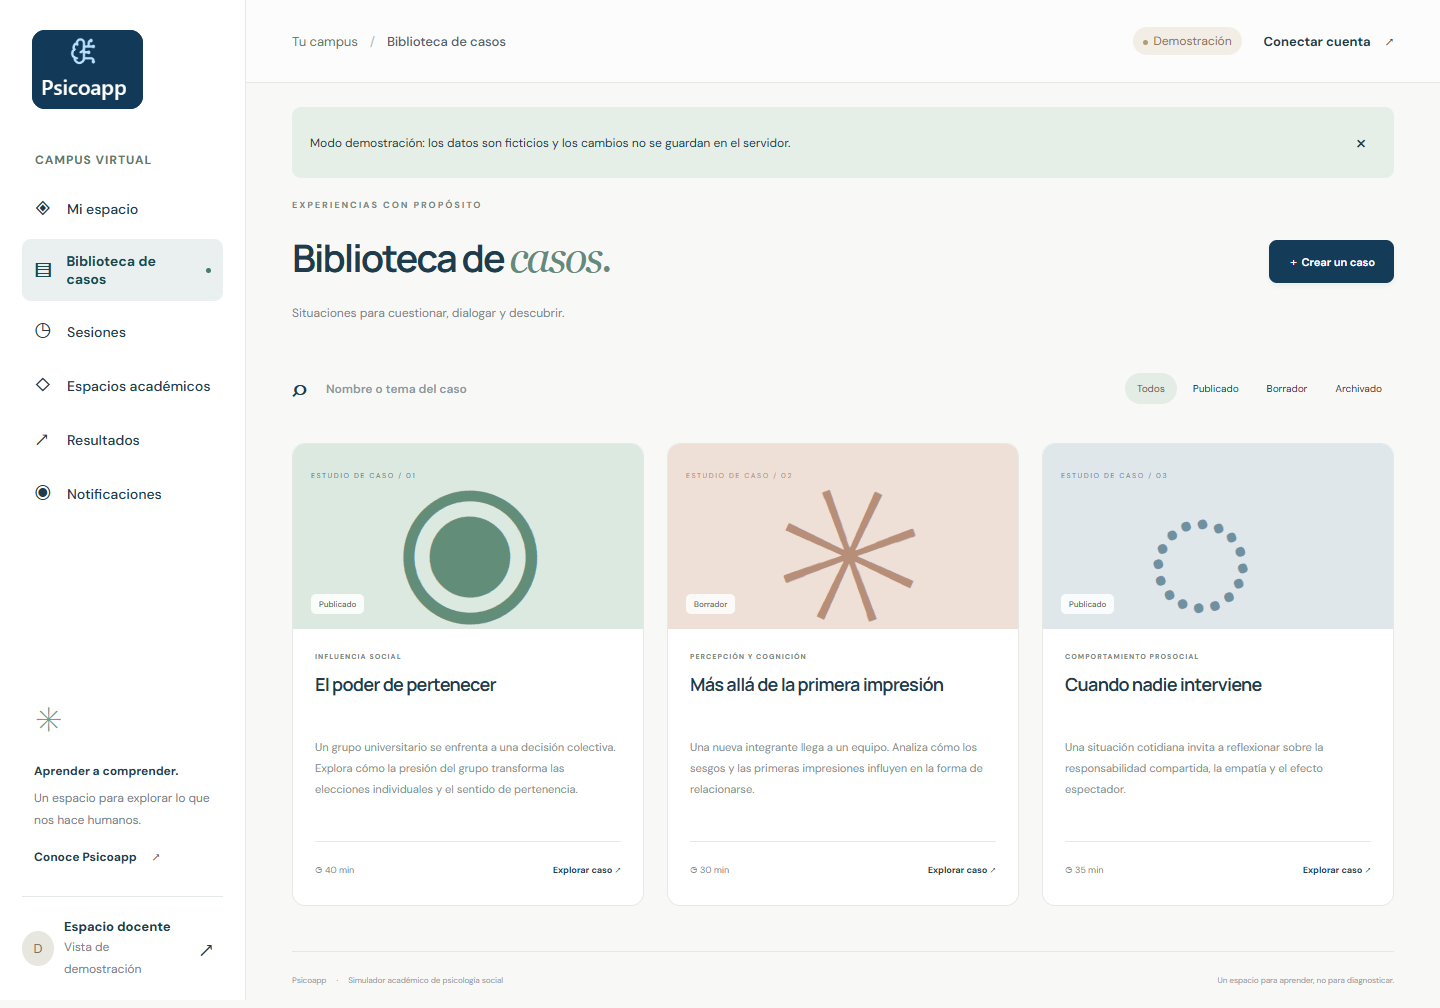 Psicoapp
CAMPUS VIRTUAL
Mi espacio
Biblioteca de
casos
Sesiones
Espacios académicos
Resultados
Notificaciones
Aprender a comprender.
Un espacio para explorar lo que
nos hace humanos.
Conoce Psicoapp ↗
D
Espacio docente
Vista de
demostración
↗
Tu campus / Biblioteca de casos
Demostración
Conectar cuenta ↗
Modo demostración: los datos son ficticios y los cambios no se guardan en el servidor. ×
EXPERIENCIAS CON PROPÓSITO
Biblioteca de casos.
+ Crear un caso
Situaciones para cuestionar, dialogar y descubrir.
Nombre o tema del caso
Todos Publicado Borrador Archivado
ESTUDIO DE CASO / 01
Publicado
INFLUENCIA SOCIAL
El poder de pertenecer
Un grupo universitario se enfrenta a una decisión colectiva.
Explora cómo la presión del grupo transforma las
elecciones individuales y el sentido de pertenencia.
◷ 40 min Explorar caso ↗
ESTUDIO DE CASO / 02
Borrador
PERCEPCIÓN Y COGNICIÓN
Más allá de la primera impresión
Una nueva integrante llega a un equipo. Analiza cómo los
sesgos y las primeras impresiones influyen en la forma de
relacionarse.
◷ 30 min Explorar caso ↗
ESTUDIO DE CASO / 03
Publicado
COMPORTAMIENTO PROSOCIAL
Cuando nadie interviene
Una situación cotidiana invita a reflexionar sobre la
responsabilidad compartida, la empatía y el efecto
espectador.
◷ 35 min Explorar caso ↗
Psicoapp · Simulador académico de psicología social
Un espacio para aprender, no para diagnosticar.